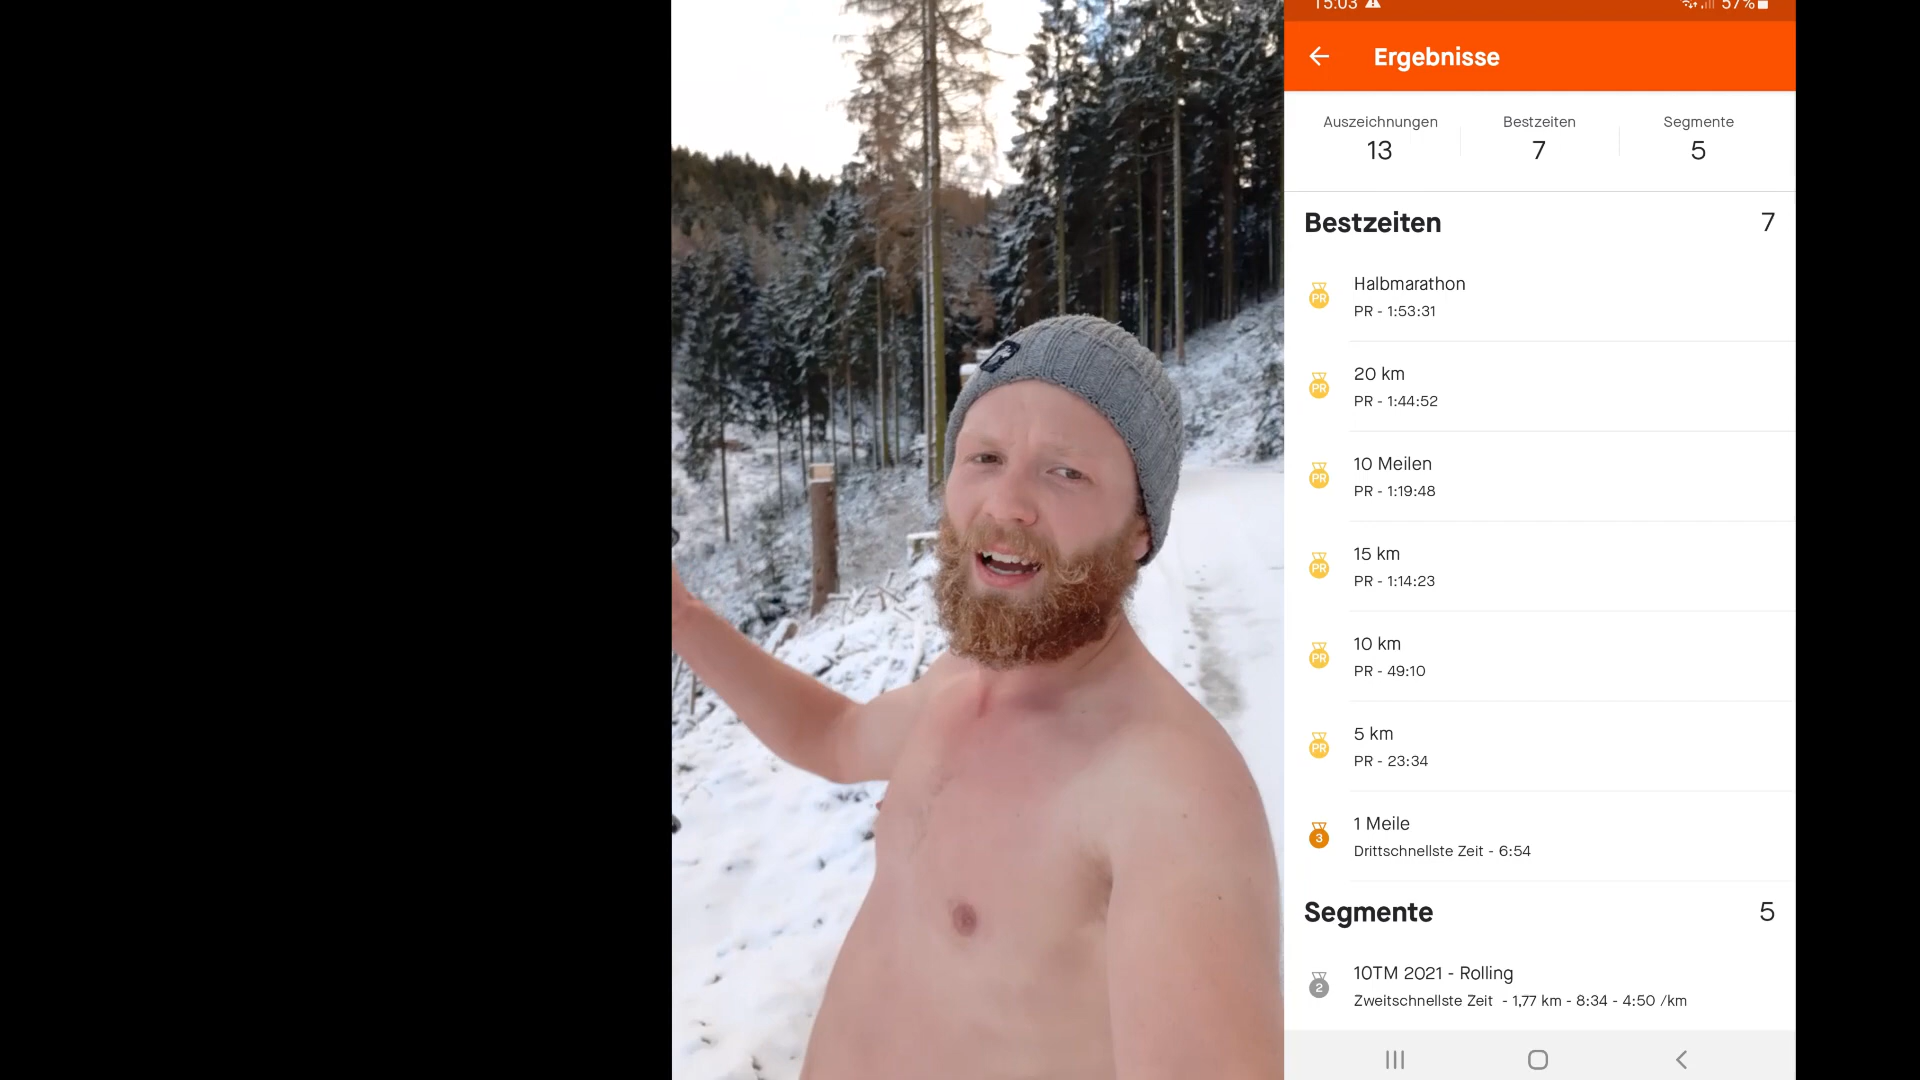 15:03 57%
Ergebnisse
Auszeichnungen Bestzeiten Segmente
13 7 5
Bestzeiten 7
PR
Halbmarathon
PR - 1:53:31
PR
20 km
PR - 1:44:52
PR
10 Meilen
PR - 1:19:48
PR
15 km
PR - 1:14:23
PR
10 km
PR - 49:10
PR
5 km
PR - 23:34
3
1 Meile
Drittschnellste Zeit - 6:54
Segmente 5
2
10TM 2021 - Rolling
Zweitschnellste Zeit - 1,77 km - 8:34 - 4:50 /km